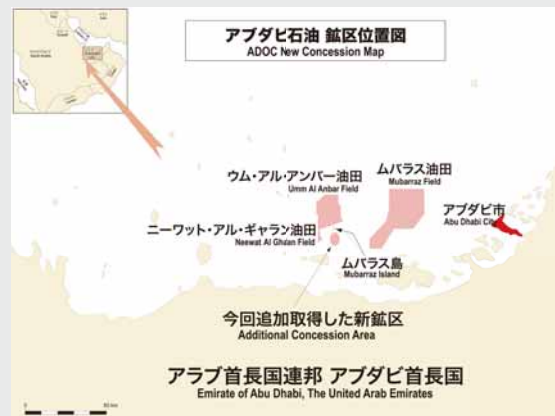 アブダビ石油 鉱区位置図
ADOC New Concession Map
ウム・アル・アンバー油田
Umm Al Anbar Field
ムバラス油田
Mubarraz Field
アブダビ市
Abu Dhabi City
ニーワット・アル・ギャラン油田
Neewat Al Ghalan Field
ムバラス島
Mubarraz Island
今回追加取得した新鉱区
Additional Concession Area
アラブ首長国連邦 アブダビ首長国
Emirate of Abu Dhabi, The United Arab Emirates
0